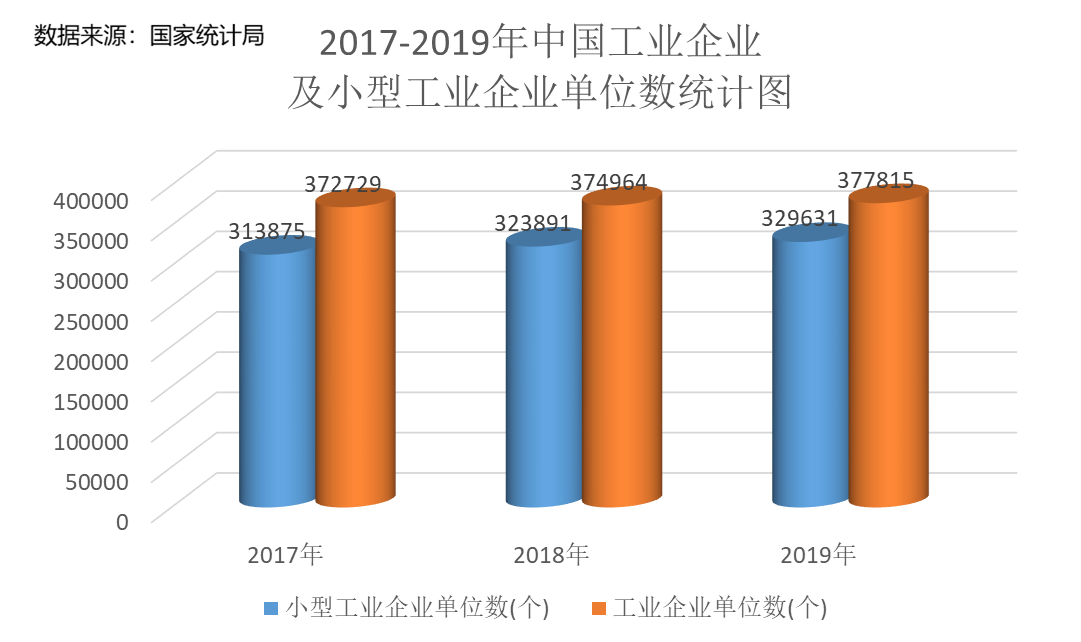 数据来源：国家统计局
2017-2019年中国工业企业
及小型工业企业单位数统计图
400000
350000
300000
250000
200000
150000
100000
50000
0
313875
372729
323891
374964
329631
377815
2017年
2018年
2019年
小型工业企业单位数(个)
工业企业单位数(个)